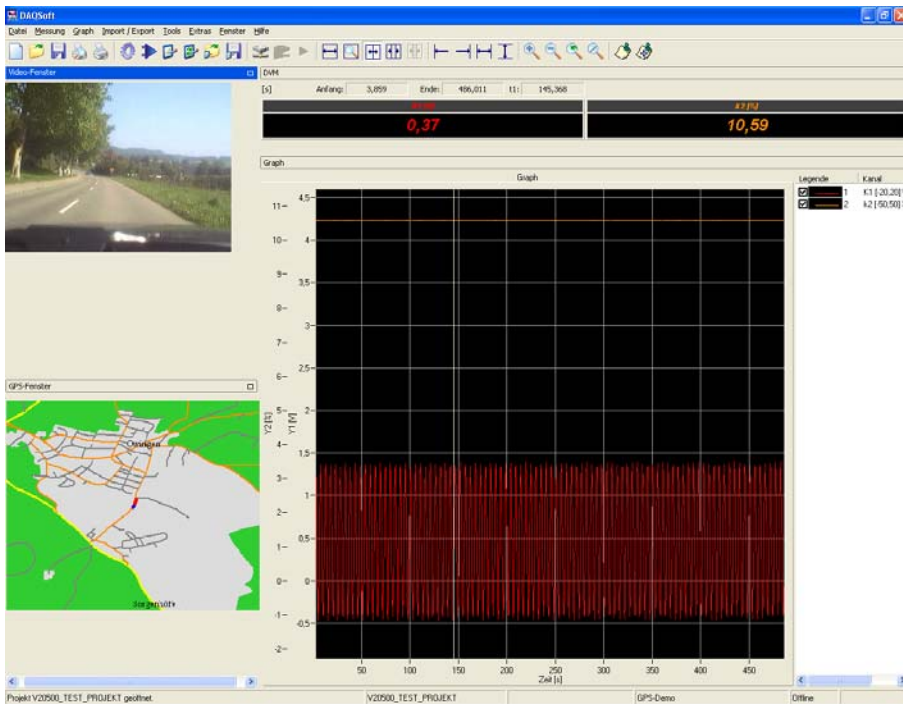 DAQSoft
Datei Messung Graph Import / Export Tools Extras Fenster Hilfe
Video-Fenster
DVM
[s] Anfang: 3,859 Ende: 486,011 t1: 145,368
k2 [%]
0,37 10,59
Graph
Graph
Legende Kanal
1 K1 [-20,20]
2 k2 [-50,50]
11 10 9 8 7 6 5 4 3 2 1 0 -1 -2
Y2 [%]
4,5 4 3,5 3 2,5 2 1,5 1 0,5 0 -0,5
Y1 [V]
50 100 150 200 250 300 350 400 450
Zeit [s]
GPS-Fenster
Projekt V20500_TEST_PROJEKT geöffnet. V20500_TEST_PROJEKT GPS-Demo Offline